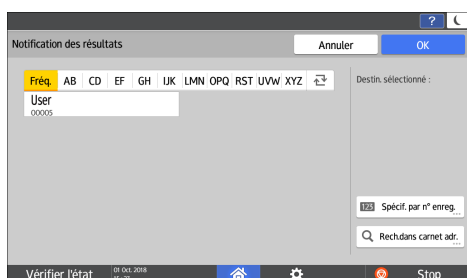 ?
Notification des résultats
Annuler
OK
Fréq. AB CD EF GH IJK LMN OPQ RST UVW XYZ
User
00005
Destin. sélectionné :
123 Spécif. par n° enreg.
Rech.dans carnet adr.
Vérifier l'état
01 Oct. 2018
Stop